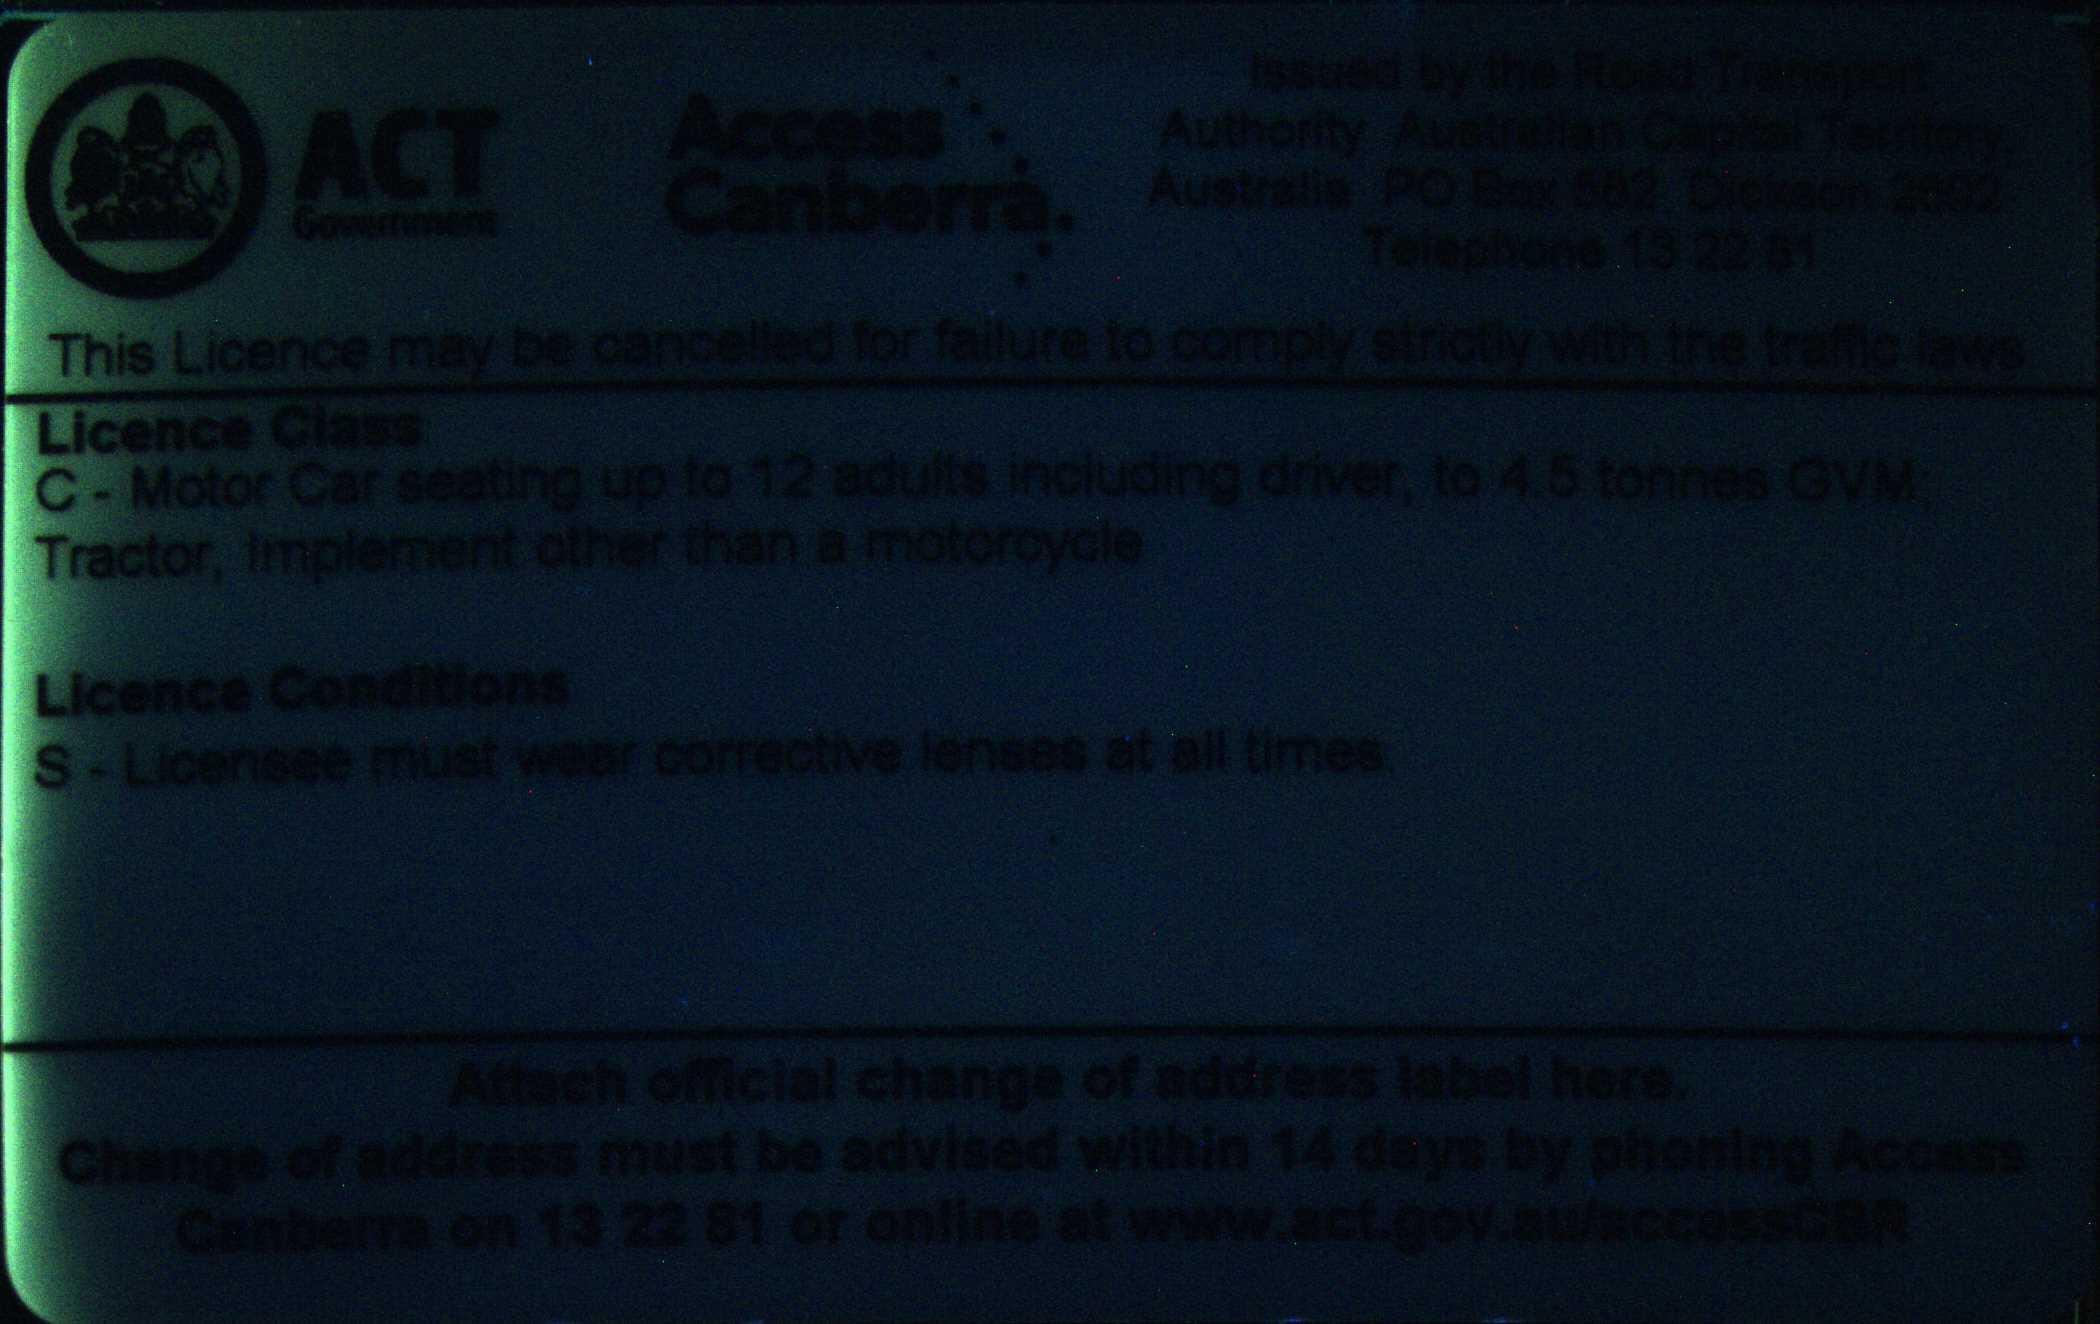 ACT
Government
Access
Canberra
Issued by the Road Transport
Authority Australian Capital Territory,
Australia PO Box 582 Dickson 2602
Telephone 13 22 81
This Licence may be cancelled for failure to comply strictly with the traffic laws
Licence Class
C - Motor Car seating up to 12 adults including driver, to 4.5 tonnes GVM;
Tractor, Implement other than a motorcycle
Licence Conditions
S - Licensee must wear corrective lenses at all times.
Attach official change of address label here.
Change of address must be advised within 14 days by phoning Access
Canberra on 13 22 81 or online at www.act.gov.au/accessCBR